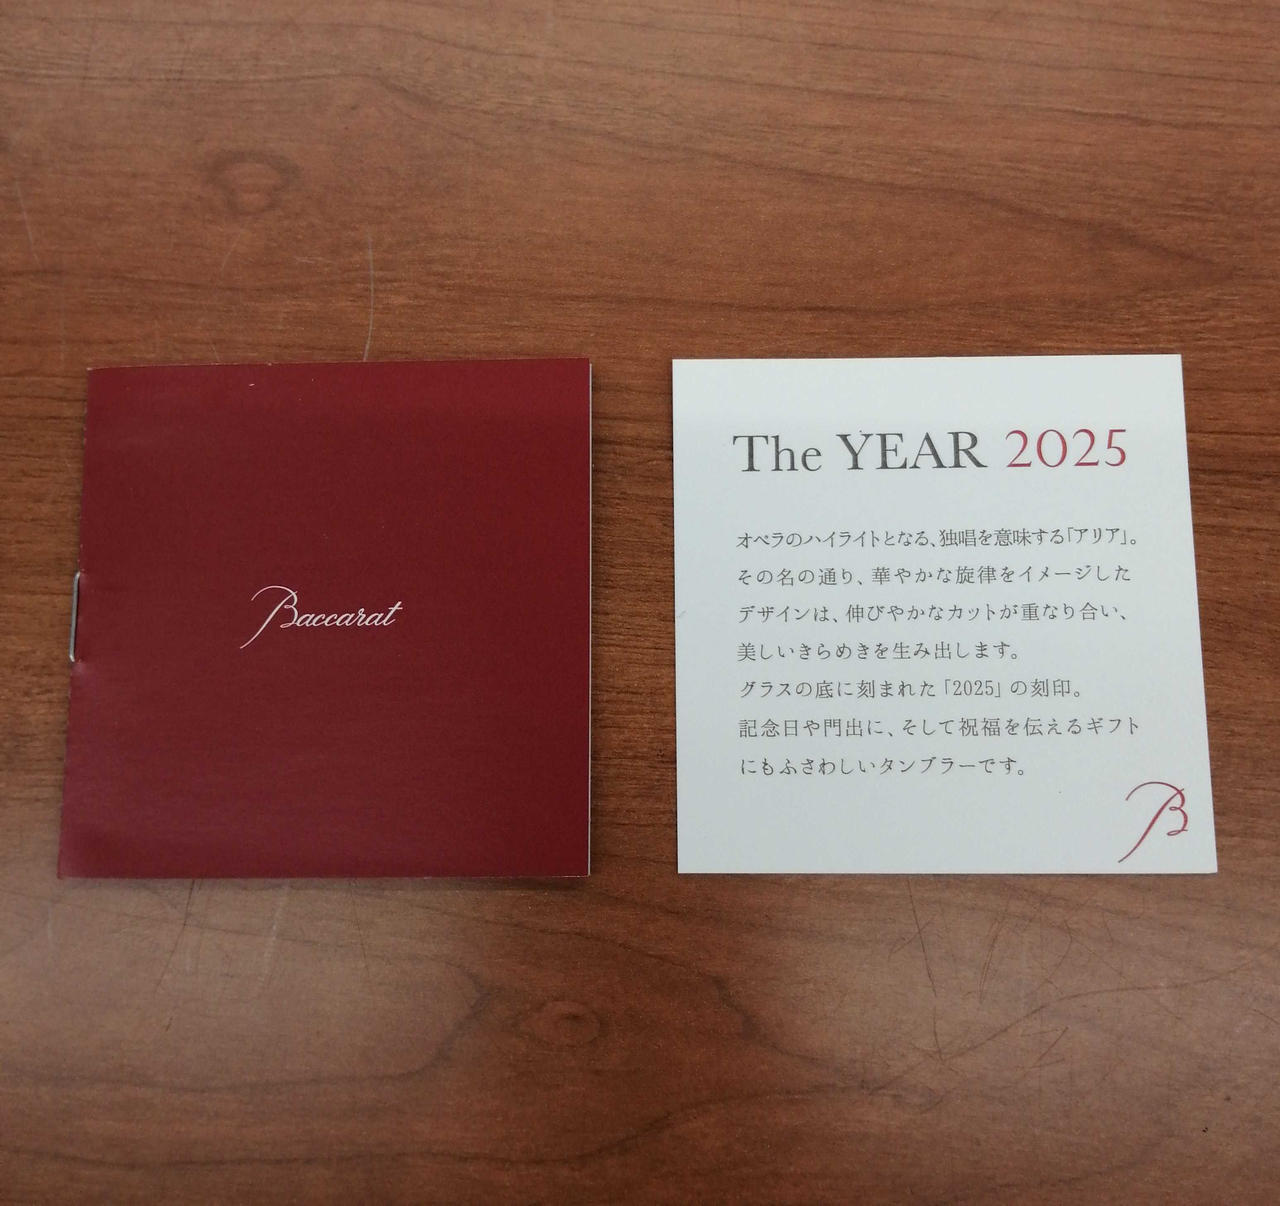 Baccarat
The YEAR 2025
オペラのハイライトとなる、独唱を意味する「アリア」。
その名の通り、華やかな旋律をイメージした
デザインは、伸びやかなカットが重なり合い、
美しいきらめきを生み出します。
グラスの底に刻まれた「2025」の刻印。
記念日や門出に、そして祝福を伝えるギフト
にもふさわしいタンブラーです。
B